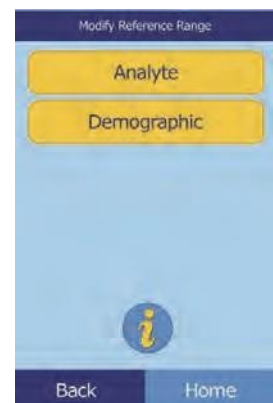 Modify Reference Range
Analyte
Demographic
i
Back Home